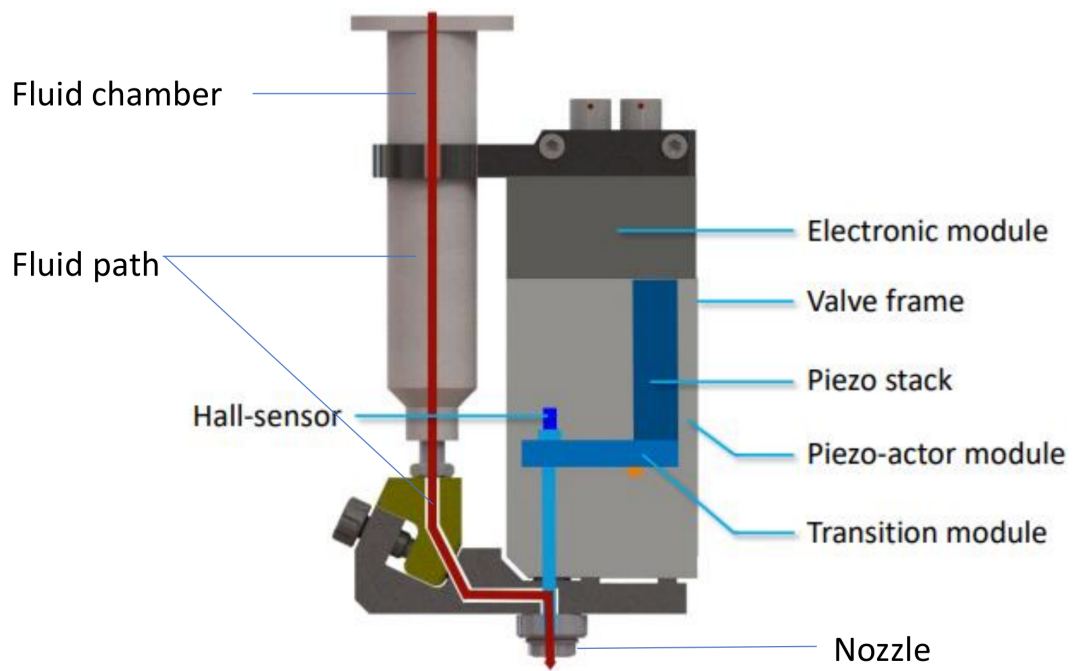 Fluid chamber
Electronic module
Fluid path
Valve frame
Piezo stack
Hall-sensor
Piezo-actor module
Transition module
Nozzle